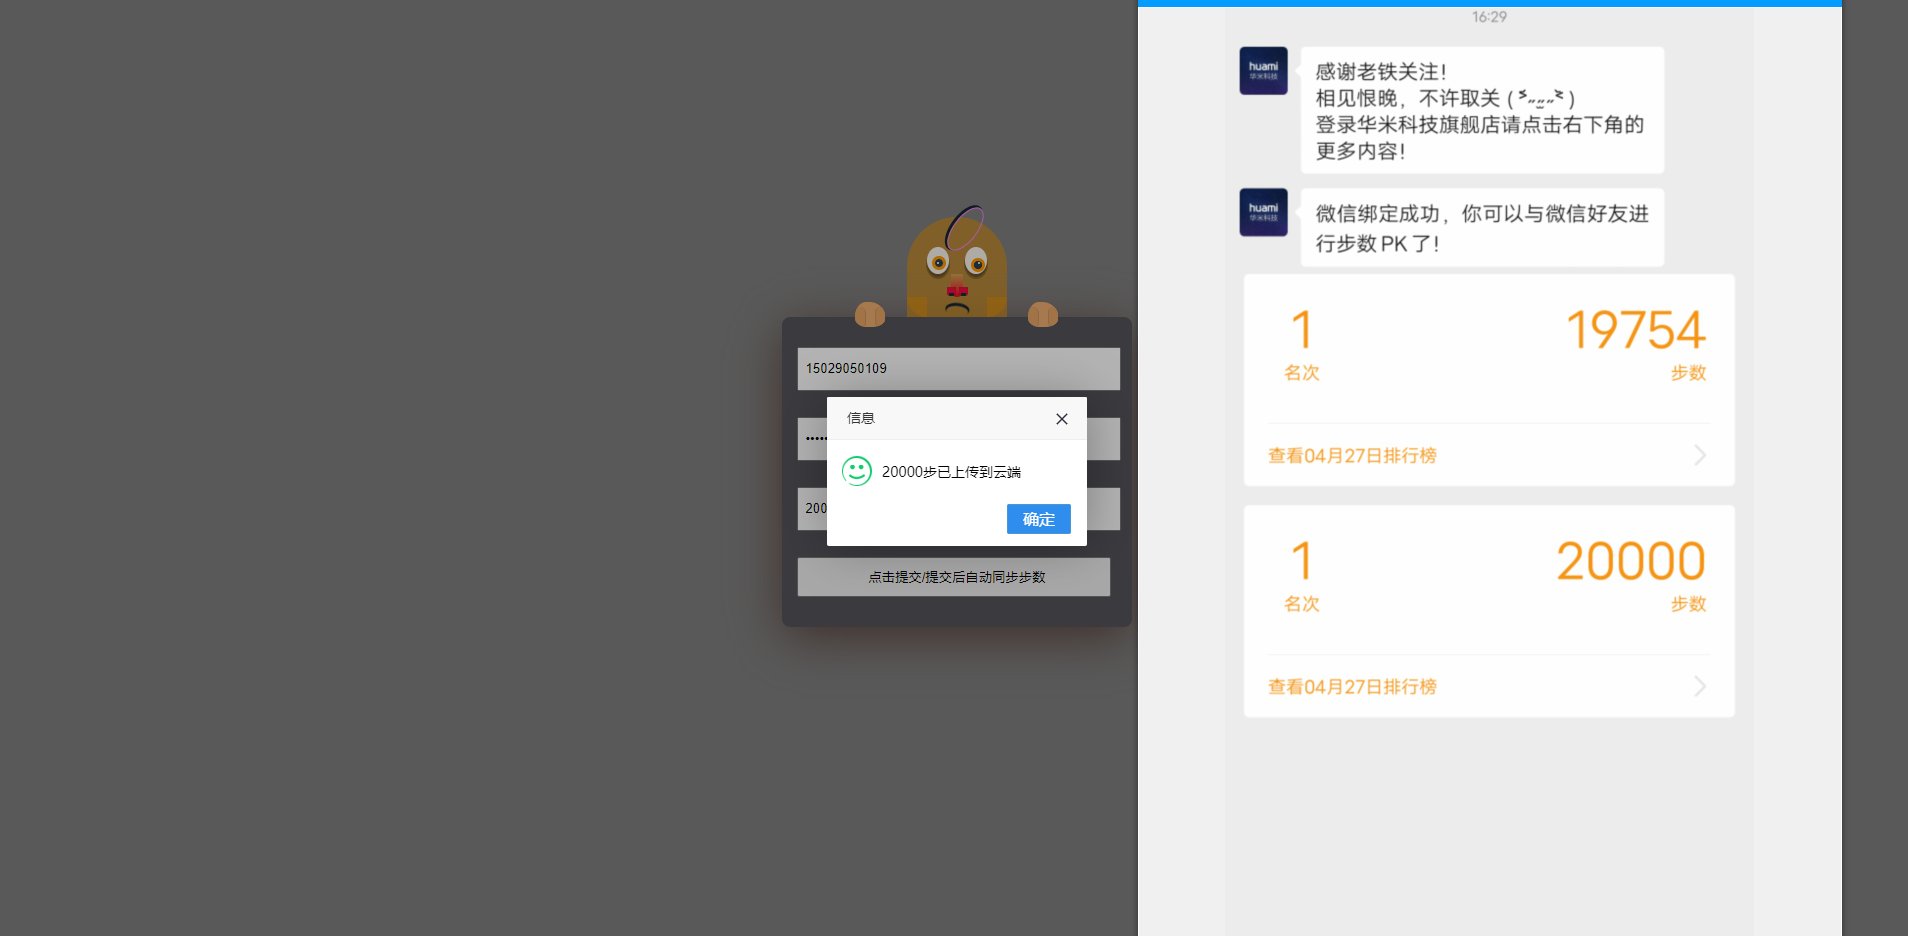 15029050109
信息
20000步已上传到云端
200
确定
点击提交/提交后自动同步步数
16:29
huami
华米科技
感谢老铁关注！
相见恨晚，不许取关
登录华米科技旗舰店请点击右下角的
更多内容！
huami
华米科技
微信绑定成功，你可以与微信好友进
行步数 PK 了！
1
19754
名次
步数
查看04月27日排行榜
1
20000
名次
步数
查看04月27日排行榜